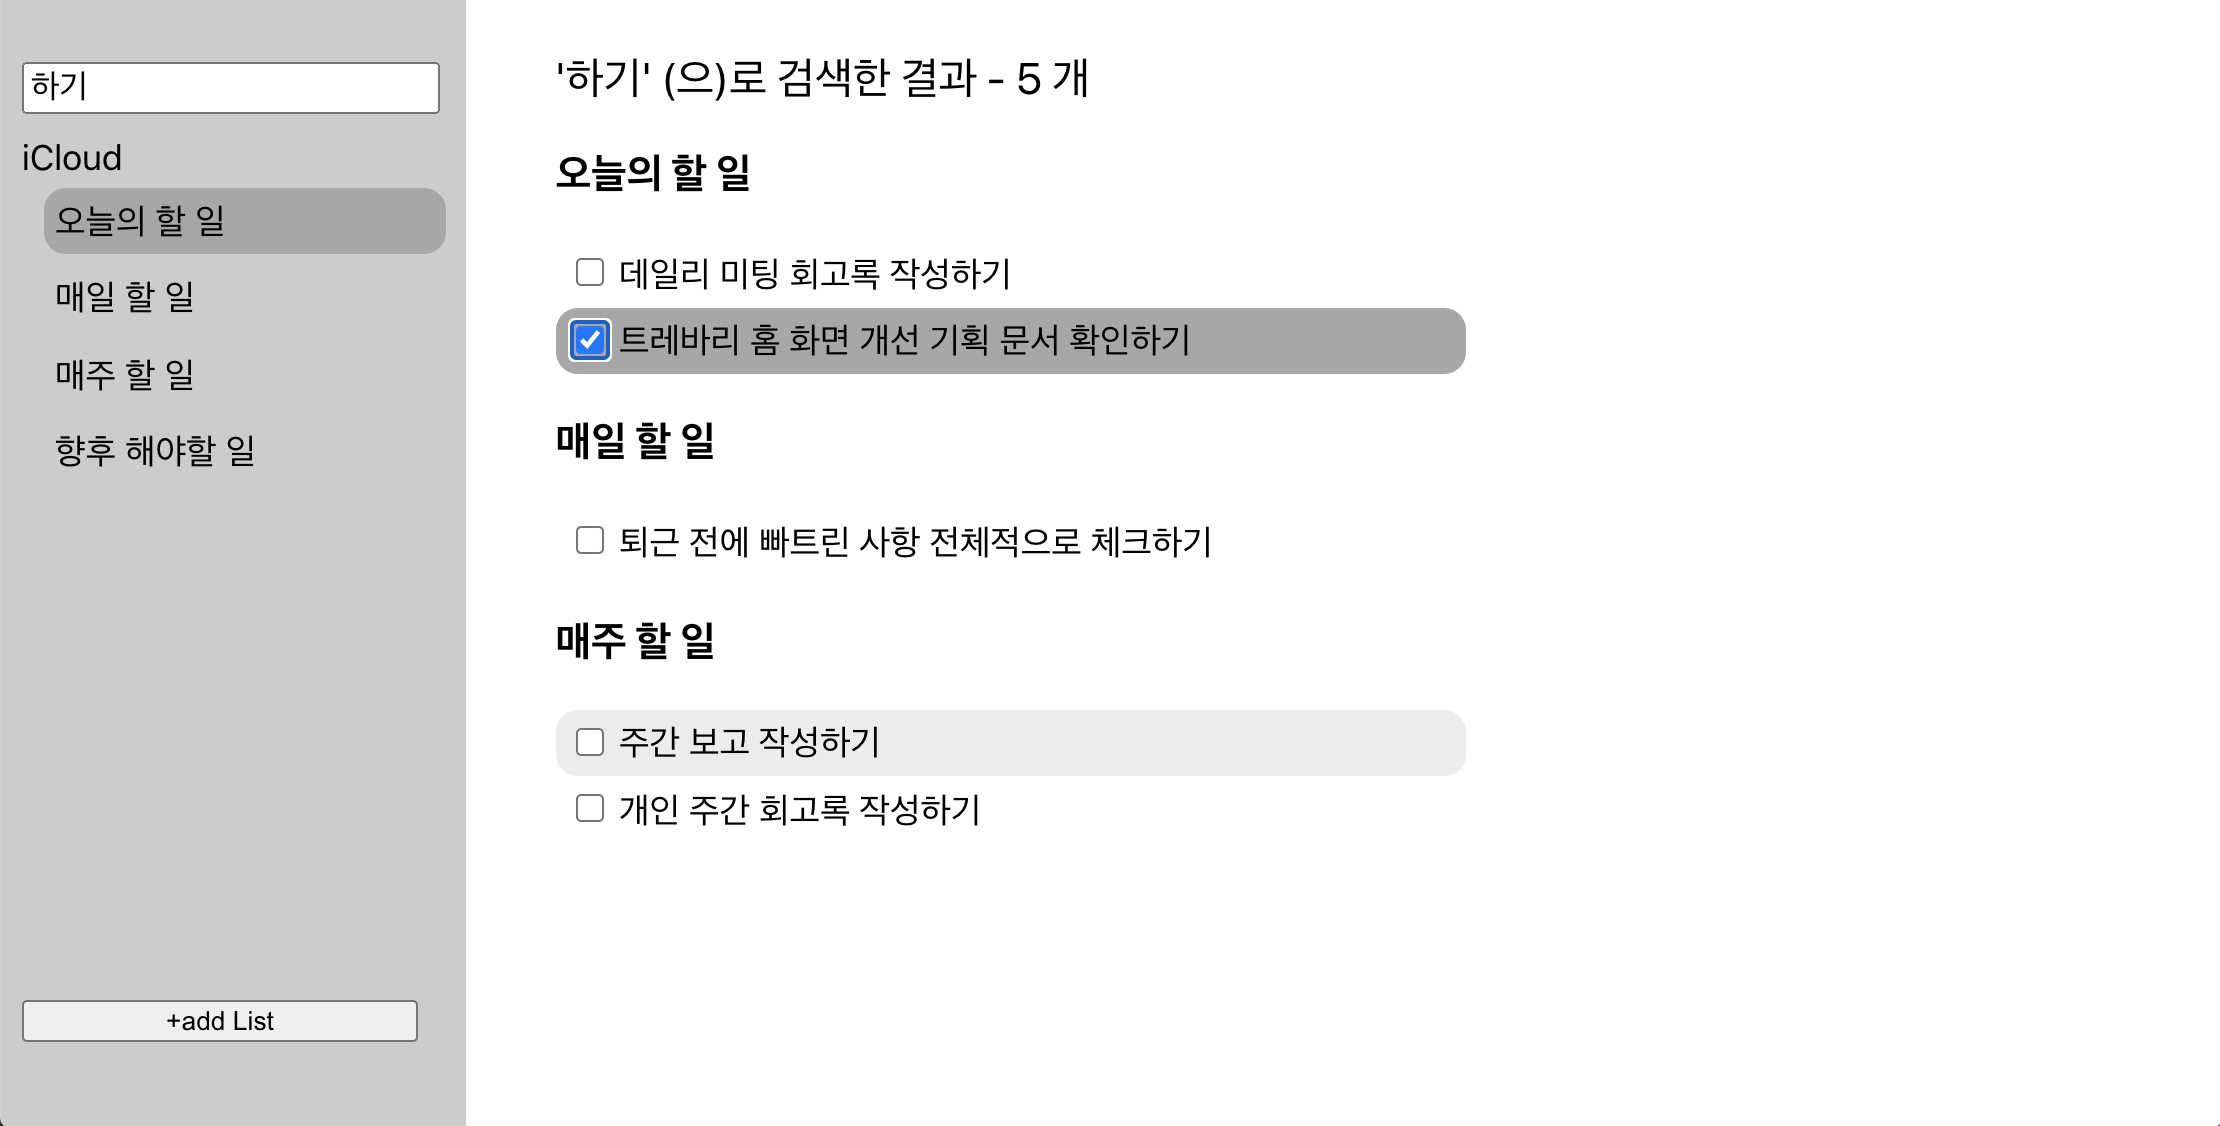 하기
iCloud
오늘의 할 일
매일 할 일
매주 할 일
향후 해야할 일
+add List
'하기' (으)로 검색한 결과 - 5 개
오늘의 할 일
데일리 미팅 회고록 작성하기
트레바리 홈 화면 개선 기획 문서 확인하기
매일 할 일
퇴근 전에 빠트린 사항 전체적으로 체크하기
매주 할 일
주간 보고 작성하기
개인 주간 회고록 작성하기